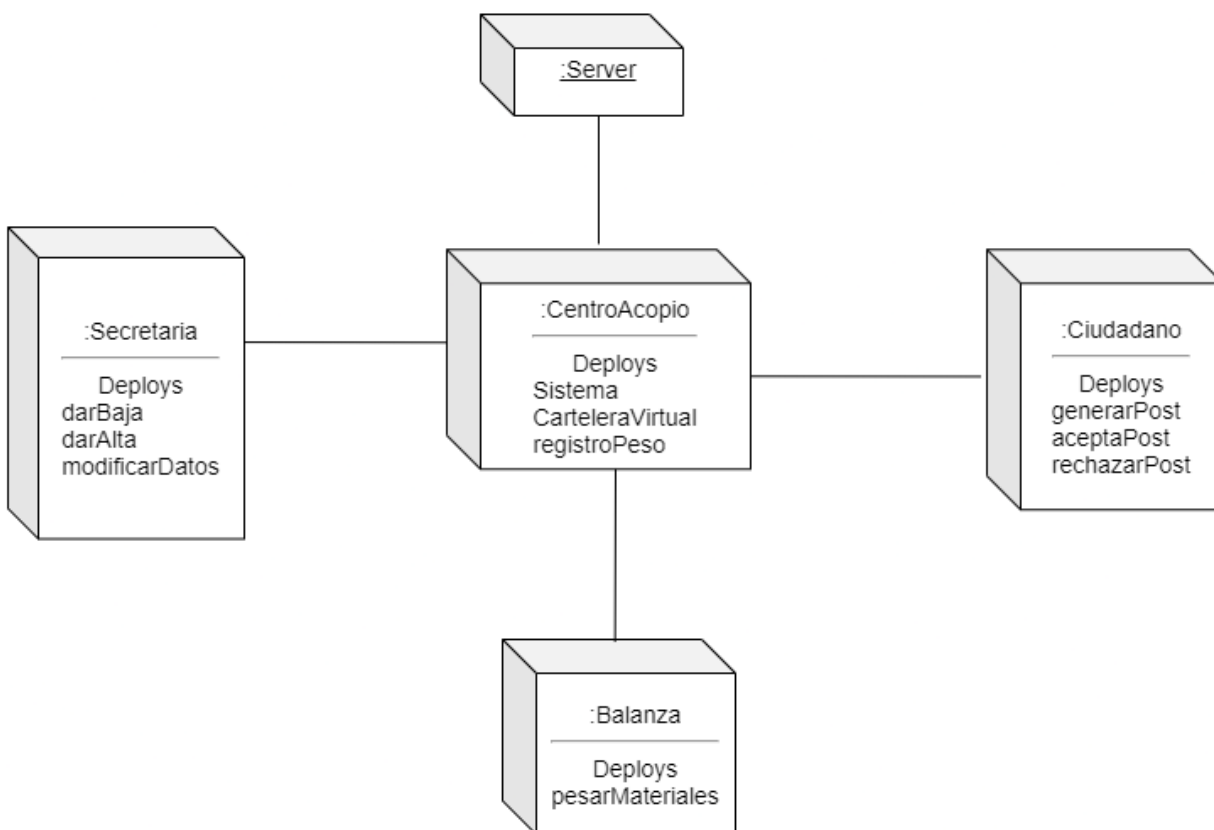 :Server
:Secretaria
Deploys
darBaja
darAlta
modificarDatos
:CentroAcopio
Deploys
Sistema
CarteleraVirtual
registroPeso
:Ciudadano
Deploys
generarPost
aceptaPost
rechazarPost
:Balanza
Deploys
pesarMateriales